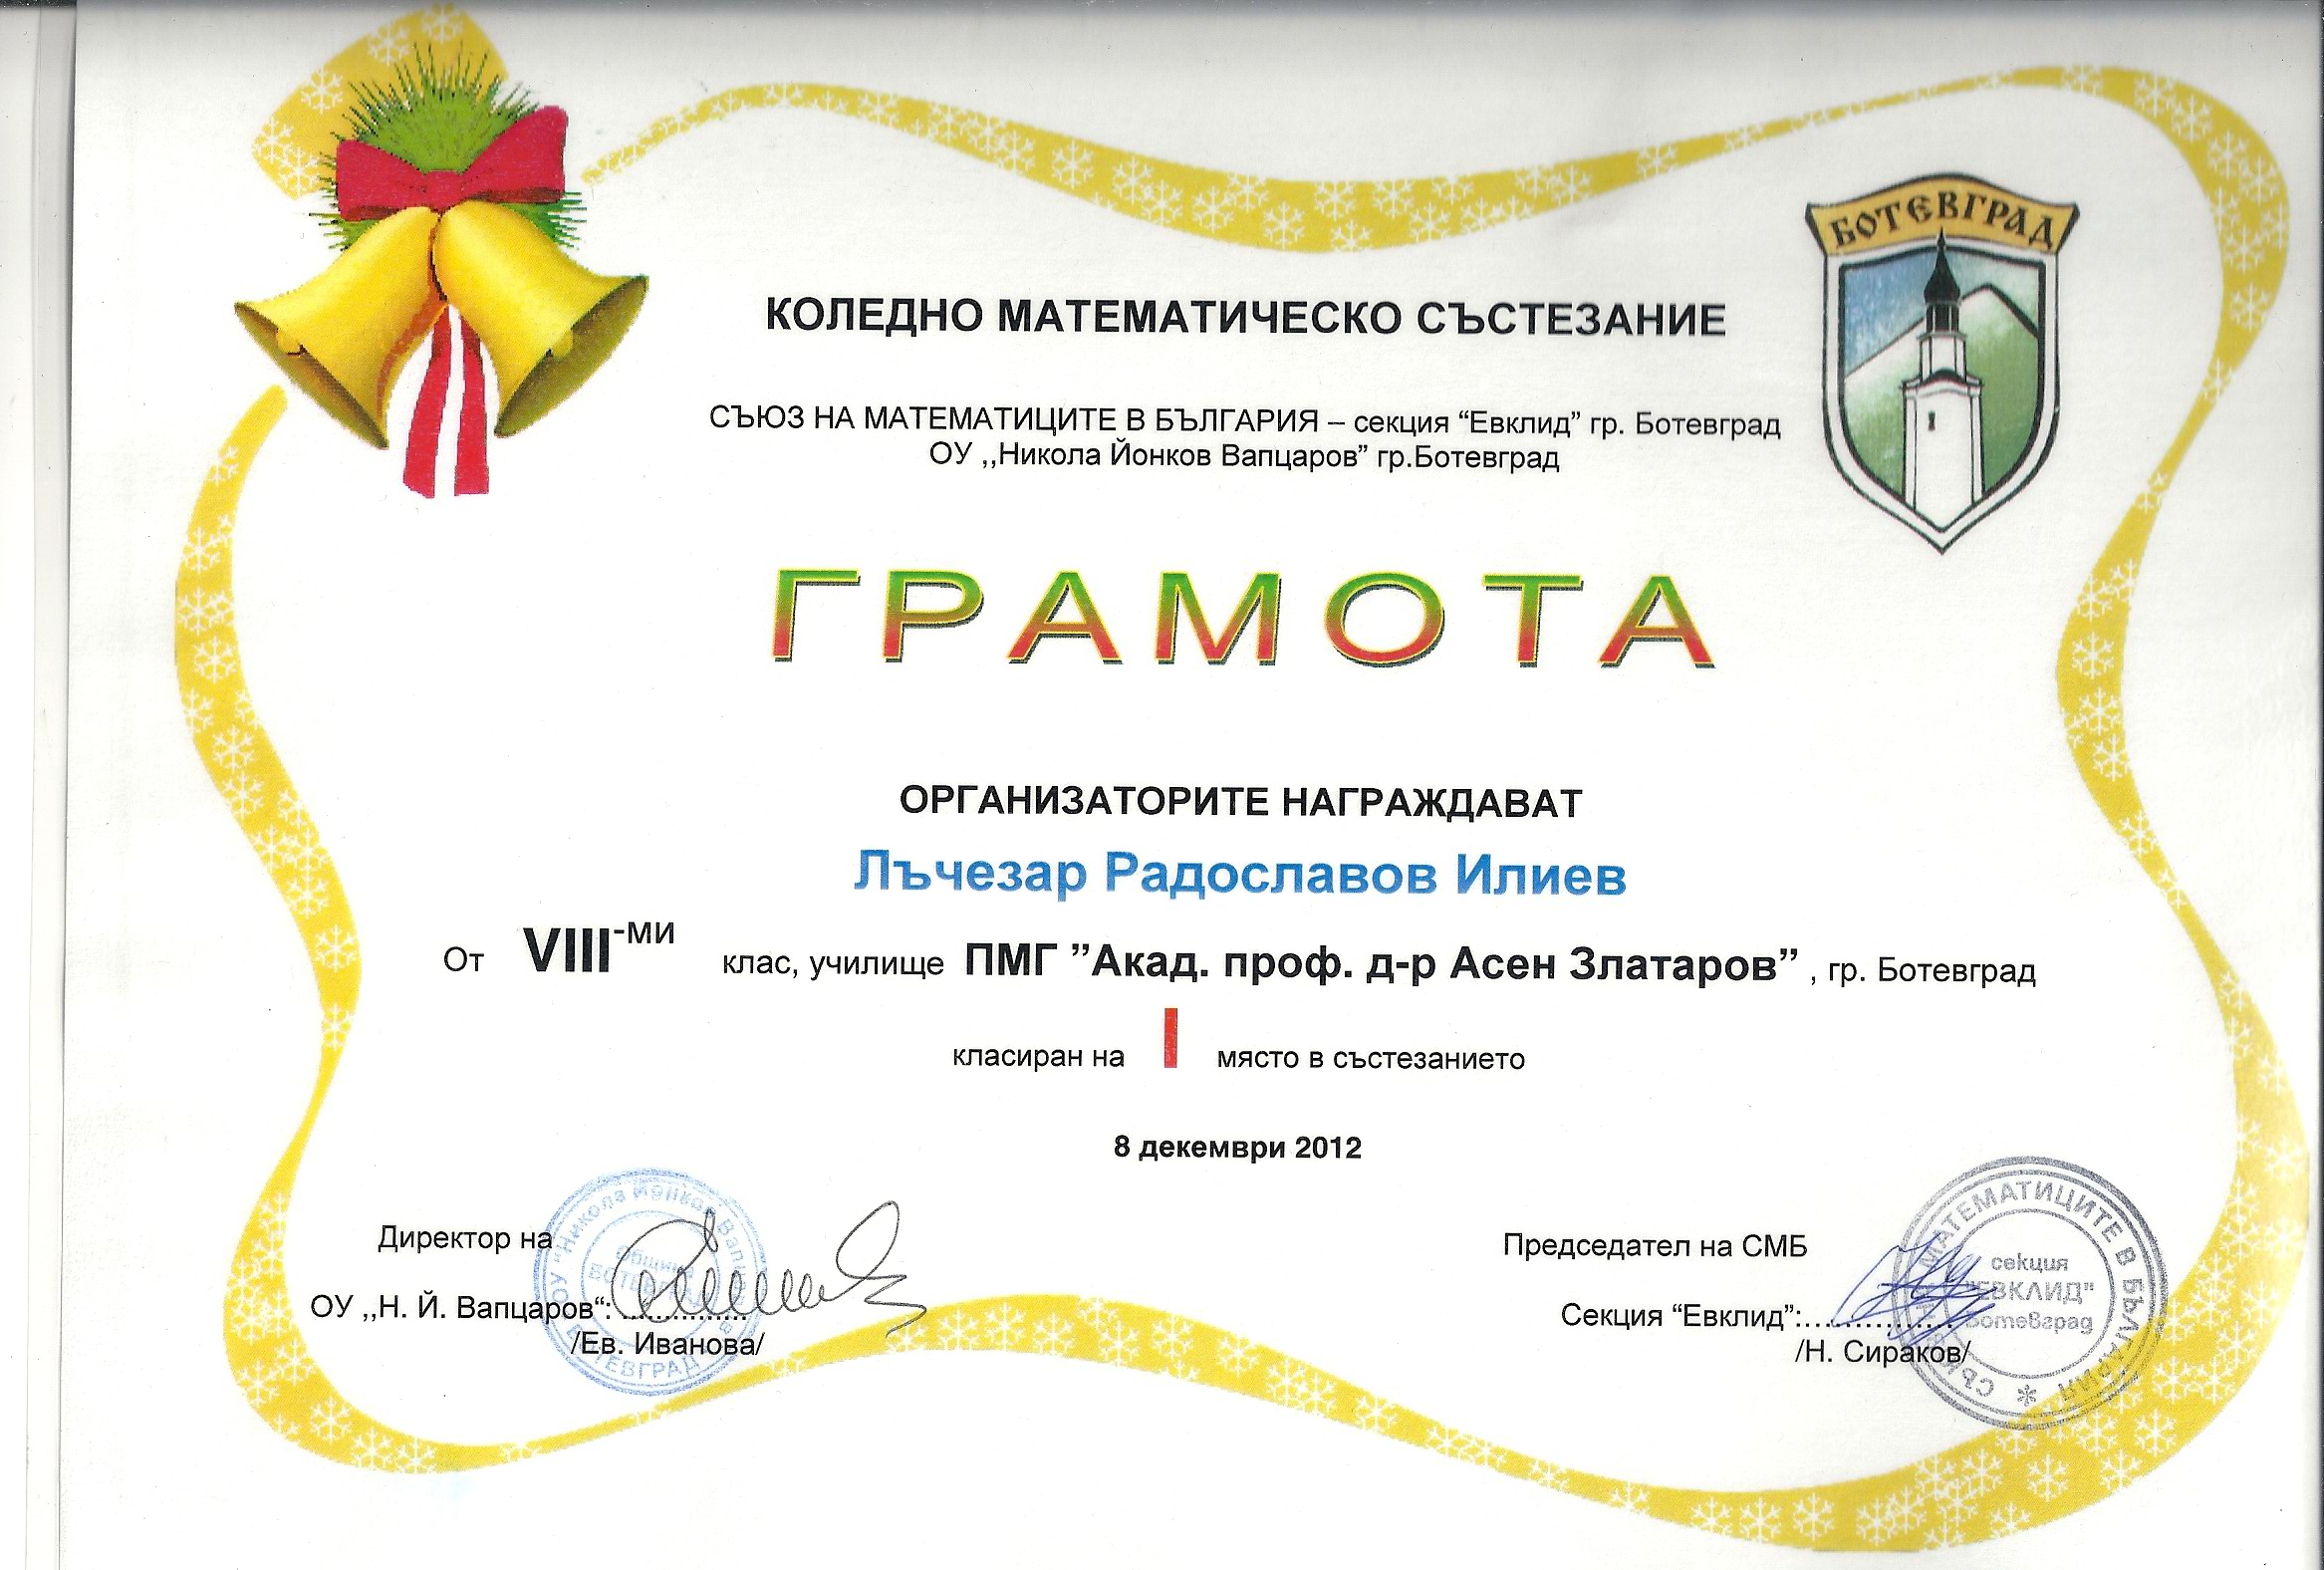 БОТЕВГРАД
КОЛЕДНО МАТЕМАТИЧЕСКО СЪСТЕЗАНИЕ
СЪЮЗ НА МАТЕМАТИЦИТЕ В БЪЛГАРИЯ – секция “Евклид” гр. Ботевград
ОУ ,,Никола Йонков Вапцаров” гр.Ботевград
ГРАМОТА
ОРГАНИЗАТОРИТЕ НАГРАЖДАВАТ
Лъчезар Радославов Илиев
От VIII-МИ клас, училище ПМГ ”Акад. проф. д-р Асен Златаров” , гр. Ботевград
класиран на I място в състезанието
8 декември 2012
Директор на
ОУ ,,Н. Й. Вапцаров“:...............
/Ев. Иванова/
ОУ "Никола Йонков Вапцаров"
Община
БОТЕВГРАД
БОТЕВГРАД
Председател на СМБ
Секция “Евклид”:..................
/Н. Сираков/
СЪЮЗ НА МАТЕМАТИЦИТЕ В БЪЛГАРИЯ *
секция
"ЕВКЛИД"
Ботевград